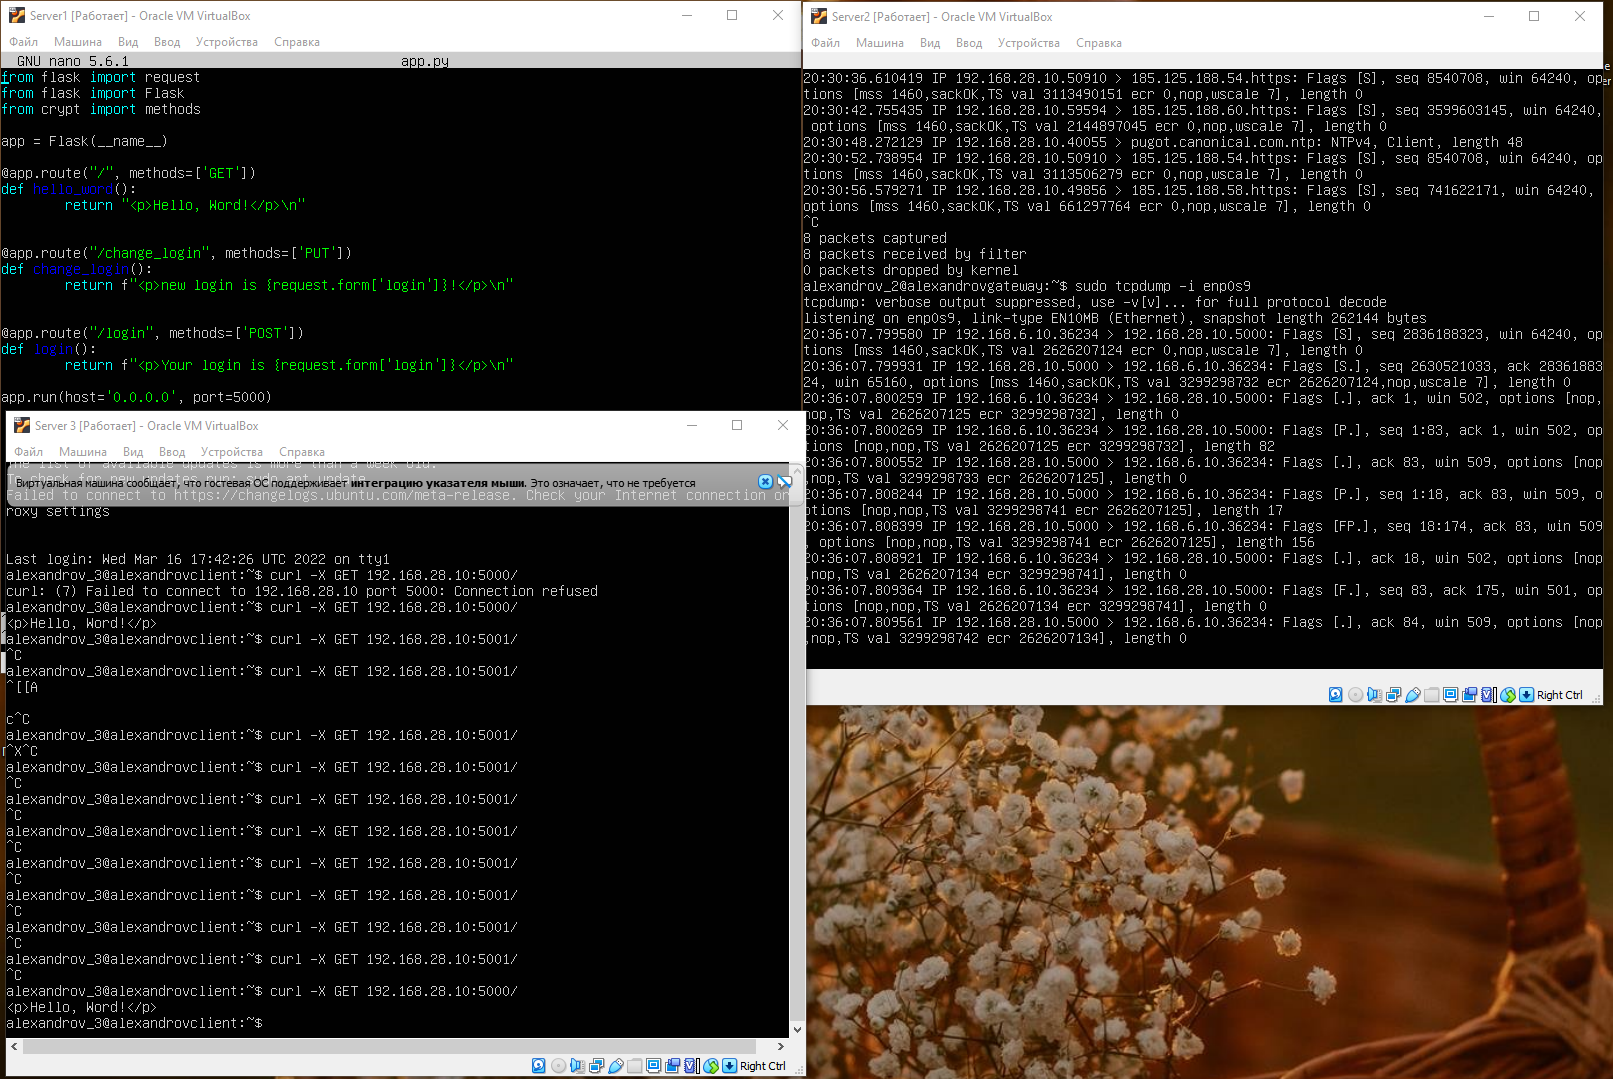 Server1 [Работает] - Oracle VM VirtualBox
Файл Машина Вид Ввод Устройства Справка
GNU nano 5.6.1 app.py
from flask import request
from flask import Flask
from crypt import methods
app = Flask(__name__)
@app.route("/", methods=['GET'])
def hello_word():
return "<p>Hello, Word!</p>\n"
@app.route("/change_login", methods=['PUT'])
def change_login():
return f"<p>new login is {request.form['login']}!</p>\n"
@app.route("/login", methods=['POST'])
def login():
return f"<p>Your login is {request.form['login']}</p>\n"
app.run(host='0.0.0.0', port=5000)
Server2 [Работает] - Oracle VM VirtualBox
Файл Машина Вид Ввод Устройства Справка
20:30:36.610419 IP 192.168.28.10.50910 > 185.125.188.54.https: Flags [S], seq 8540708, win 64240, op
tions [mss 1460,sackOK,TS val 3113490151 ecr 0,nop,wscale 7], length 0
20:30:42.755435 IP 192.168.28.10.59594 > 185.125.188.60.https: Flags [S], seq 3599603145, win 64240,
options [mss 1460,sackOK,TS val 2144897045 ecr 0,nop,wscale 7], length 0
20:30:48.272129 IP 192.168.28.10.40055 > pugot.canonical.com.ntp: NTPv4, Client, length 48
20:30:52.738954 IP 192.168.28.10.50910 > 185.125.188.54.https: Flags [S], seq 8540708, win 64240, op
tions [mss 1460,sackOK,TS val 3113506279 ecr 0,nop,wscale 7], length 0
20:30:56.579271 IP 192.168.28.10.49856 > 185.125.188.58.https: Flags [S], seq 741622171, win 64240,
options [mss 1460,sackOK,TS val 661297764 ecr 0,nop,wscale 7], length 0
^C
8 packets captured
8 packets received by filter
0 packets dropped by kernel
alexandrov_2@alexandrovgateway:~$ sudo tcpdump -i enp0s9
tcpdump: verbose output suppressed, use -v[v]... for full protocol decode
listening on enp0s9, link-type EN10MB (Ethernet), snapshot length 262144 bytes
20:36:07.799580 IP 192.168.6.10.36234 > 192.168.28.10.5000: Flags [S], seq 2836188323, win 64240, op
tions [mss 1460,sackOK,TS val 2626207124 ecr 0,nop,wscale 7], length 0
20:36:07.799931 IP 192.168.28.10.5000 > 192.168.6.10.36234: Flags [S.], seq 2630521033, ack 28361883
24, win 65160, options [mss 1460,sackOK,TS val 3299298732 ecr 2626207124,nop,wscale 7], length 0
20:36:07.800259 IP 192.168.6.10.36234 > 192.168.28.10.5000: Flags [.], ack 1, win 502, options [nop,
nop,TS val 2626207125 ecr 3299298732], length 0
20:36:07.800269 IP 192.168.6.10.36234 > 192.168.28.10.5000: Flags [P.], seq 1:83, ack 1, win 502, op
tions [nop,nop,TS val 2626207125 ecr 3299298732], length 82
20:36:07.800552 IP 192.168.28.10.5000 > 192.168.6.10.36234: Flags [.], ack 83, win 509, options [nop
,nop,TS val 3299298733 ecr 2626207125], length 0
20:36:07.808244 IP 192.168.28.10.5000 > 192.168.6.10.36234: Flags [P.], seq 1:18, ack 83, win 509, o
ptions [nop,nop,TS val 3299298741 ecr 2626207125], length 17
20:36:07.808399 IP 192.168.28.10.5000 > 192.168.6.10.36234: Flags [FP.], seq 18:174, ack 83, win 509
, options [nop,nop,TS val 3299298741 ecr 2626207125], length 156
20:36:07.808921 IP 192.168.6.10.36234 > 192.168.28.10.5000: Flags [.], ack 18, win 502, options [nop
,nop,TS val 2626207134 ecr 3299298741], length 0
20:36:07.809364 IP 192.168.6.10.36234 > 192.168.28.10.5000: Flags [F.], seq 83, ack 175, win 501, op
tions [nop,nop,TS val 2626207134 ecr 3299298741], length 0
20:36:07.809561 IP 192.168.28.10.5000 > 192.168.6.10.36234: Flags [.], ack 84, win 509, options [nop
,nop,TS val 3299298742 ecr 2626207134], length 0
Right Ctrl
Server 3 [Работает] - Oracle VM VirtualBox
Файл Машина Вид Ввод Устройства Справка
The list of available updates is more than a week old.
To check for new updates run: sudo apt update
Виртуальная машина сообщает, что гостевая ОС поддерживает интеграцию указателя мыши. Это означает, что не требуется
Failed to connect to https://changelogs.ubuntu.com/meta-release. Check your Internet connection or
roxy settings
Last login: Wed Mar 16 17:42:26 UTC 2022 on tty1
alexandrov_3@alexandrovclient:~$ curl -X GET 192.168.28.10:5000/
curl: (7) Failed to connect to 192.168.28.10 port 5000: Connection refused
alexandrov_3@alexandrovclient:~$ curl -X GET 192.168.28.10:5000/
<p>Hello, Word!</p>
alexandrov_3@alexandrovclient:~$ curl -X GET 192.168.28.10:5001/
^C
alexandrov_3@alexandrovclient:~$ curl -X GET 192.168.28.10:5001/
^[[A
c^C
alexandrov_3@alexandrovclient:~$ curl -X GET 192.168.28.10:5001/
^X^C
alexandrov_3@alexandrovclient:~$ curl -X GET 192.168.28.10:5001/
^C
alexandrov_3@alexandrovclient:~$ curl -X GET 192.168.28.10:5001/
^C
alexandrov_3@alexandrovclient:~$ curl -X GET 192.168.28.10:5001/
^C
alexandrov_3@alexandrovclient:~$ curl -X GET 192.168.28.10:5001/
^C
alexandrov_3@alexandrovclient:~$ curl -X GET 192.168.28.10:5001/
^C
alexandrov_3@alexandrovclient:~$ curl -X GET 192.168.28.10:5001/
^C
alexandrov_3@alexandrovclient:~$ curl -X GET 192.168.28.10:5001/
^C
alexandrov_3@alexandrovclient:~$ curl -X GET 192.168.28.10:5000/
<p>Hello, Word!</p>
alexandrov_3@alexandrovclient:~$
Right Ctrl